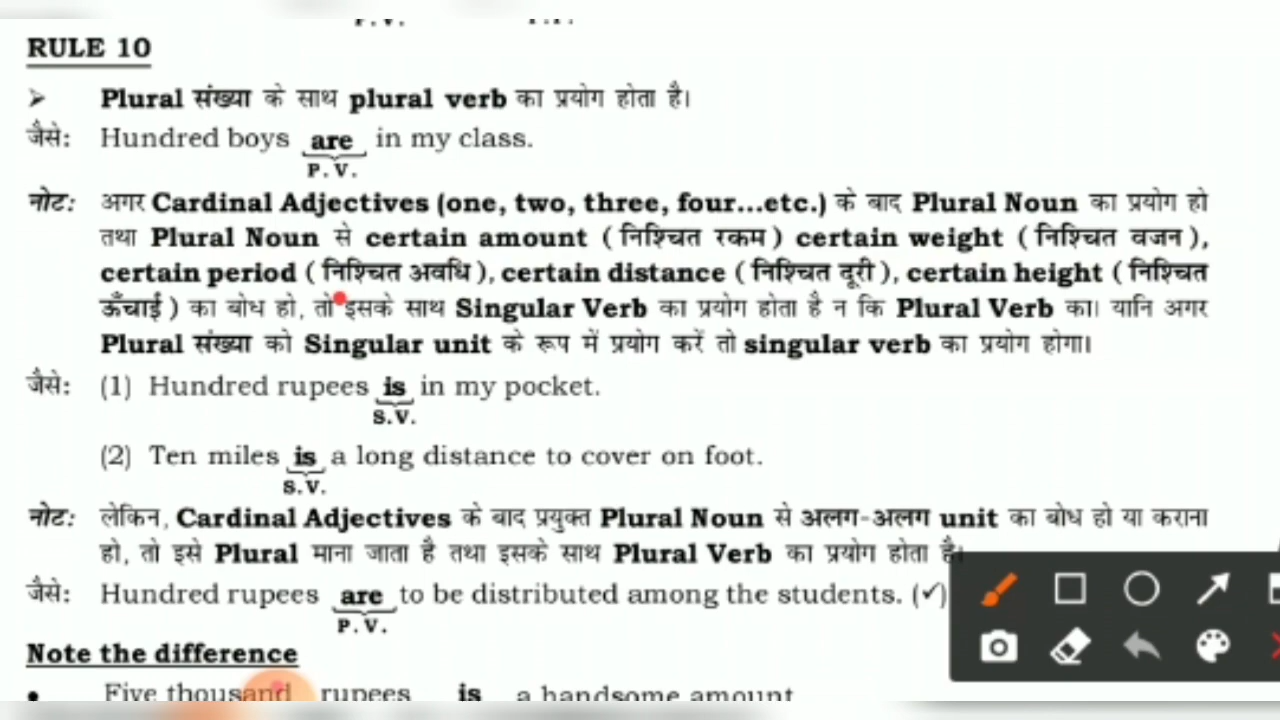 P.V.
RULE 10
➢ Plural संख्या के साथ plural verb का प्रयोग होता है।
जैसे: Hundred boys are in my class.
P.V.
नोट: अगर Cardinal Adjectives (one, two, three, four...etc.) के बाद Plural Noun का प्रयोग हो
तथा Plural Noun से certain amount (निश्चित रकम) certain weight (निश्चित वजन),
certain period (निश्चित अवधि), certain distance (निश्चित दूरी), certain height (निश्चित
ऊँचाई) का बोध हो, तो इसके साथ Singular Verb का प्रयोग होता है न कि Plural Verb का। यानि अगर
Plural संख्या को Singular unit के रूप में प्रयोग करें तो singular verb का प्रयोग होगा।
जैसे: (1) Hundred rupees is in my pocket.
S.V.
(2) Ten miles is a long distance to cover on foot.
S.V.
नोट: लेकिन, Cardinal Adjectives के बाद प्रयुक्त Plural Noun से अलग-अलग unit का बोध हो या कराना
हो, तो इसे Plural माना जाता है तथा इसके साथ Plural Verb का प्रयोग होता है।
जैसे: Hundred rupees are to be distributed among the students. (✓)
P.V.
Note the difference
• Five thousand rupees is a handsome amount